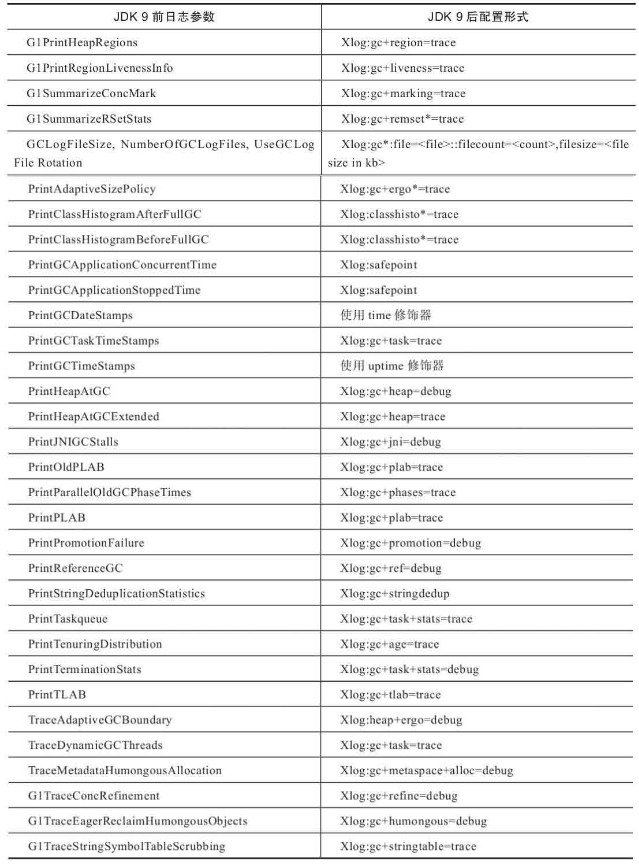 JDK 9 前日志参数 JDK 9 后配置形式
G1PrintHeapRegions Xlog:gc+region=trace
G1PrintRegionLivenessInfo Xlog:gc+liveness=trace
G1SummarizeConcMark Xlog:gc+marking=trace
G1SummarizeRSetStats Xlog:gc+remset*=trace
GCLogFileSize, NumberOfGCLogFiles, UseGCLog Xlog:gc*:file=<file>::filecount=<count>,filesize=<file
File Rotation size in kb>
PrintAdaptiveSizePolicy Xlog:gc+ergo*=trace
PrintClassHistogramAfterFullGC Xlog:classhisto*=trace
PrintClassHistogramBeforeFullGC Xlog:classhisto*=trace
PrintGCApplicationConcurrentTime Xlog:safepoint
PrintGCApplicationStoppedTime Xlog:safepoint
PrintGCDateStamps 使用 time 修饰器
PrintGCTaskTimeStamps Xlog:gc+task=trace
PrintGCTimeStamps 使用 uptime 修饰器
PrintHeapAtGC Xlog:gc+heap=debug
PrintHeapAtGCExtended Xlog:gc+heap=trace
PrintJNIGCStalls Xlog:gc+jni=debug
PrintOldPLAB Xlog:gc+plab=trace
PrintParallelOldGCPhaseTimes Xlog:gc+phases=trace
PrintPLAB Xlog:gc+plab=trace
PrintPromotionFailure Xlog:gc+promotion=debug
PrintReferenceGC Xlog:gc+ref=debug
PrintStringDeduplicationStatistics Xlog:gc+stringdedup
PrintTaskqueue Xlog:gc+task+stats=trace
PrintTenuringDistribution Xlog:gc+age=trace
PrintTerminationStats Xlog:gc+task+stats=debug
PrintTLAB Xlog:gc+tlab=trace
TraceAdaptiveGCBoundary Xlog:heap+ergo=debug
TraceDynamicGCThreads Xlog:gc+task=trace
TraceMetadataHumongousAllocation Xlog:gc+metaspace+alloc=debug
G1TraceConcRefinement Xlog:gc+refine=debug
G1TraceEagerReclaimHumongousObjects Xlog:gc+humongous=debug
G1TraceStringSymbolTableScrubbing Xlog:gc+stringtable=trace